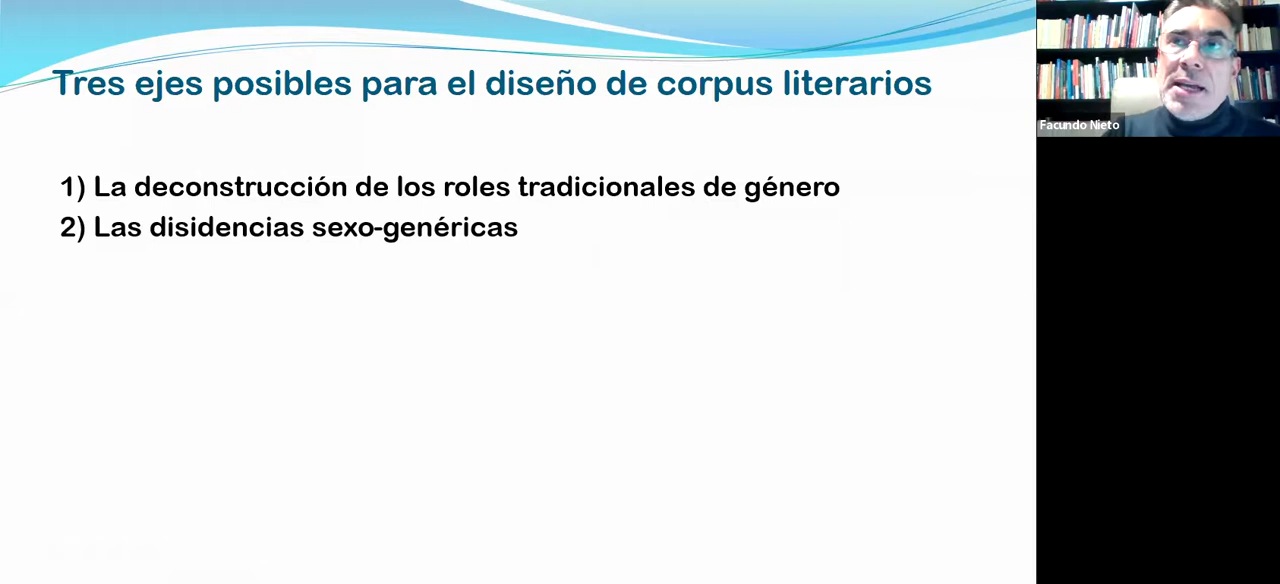 Tres ejes posibles para el diseño de corpus literarios
1) La deconstrucción de los roles tradicionales de género
2) Las disidencias sexo-genéricas
Facundo Nieto